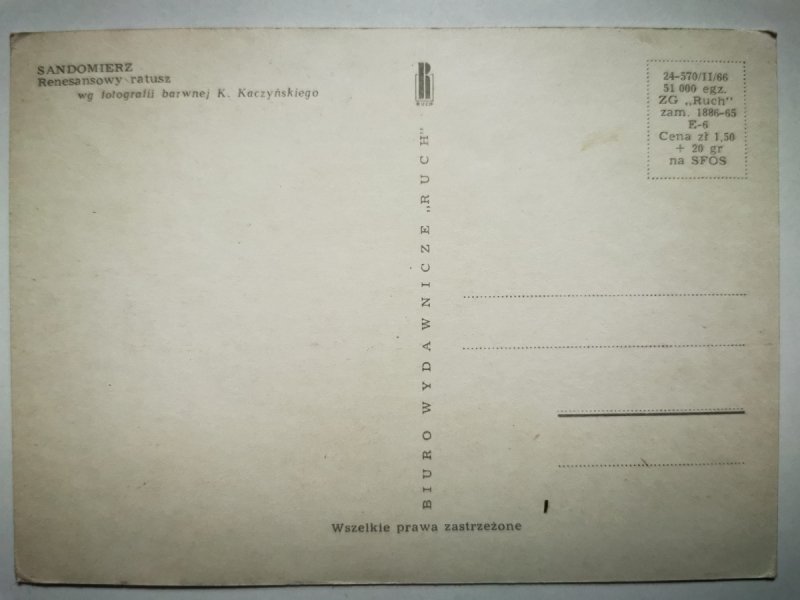 SANDOMIERZ
Renesansowy ratusz
wg fotografii barwnej K. Kaczyńskiego
R
RUCH
BIURO WYDAWNICZE „RUCH"
24-570/II/66
51 000 egz.
ZG „Ruch"
zam. 1886-65
E-6
Cena zł 1,50
+ 20 gr
na SFOS
Wszelkie prawa zastrzeżone